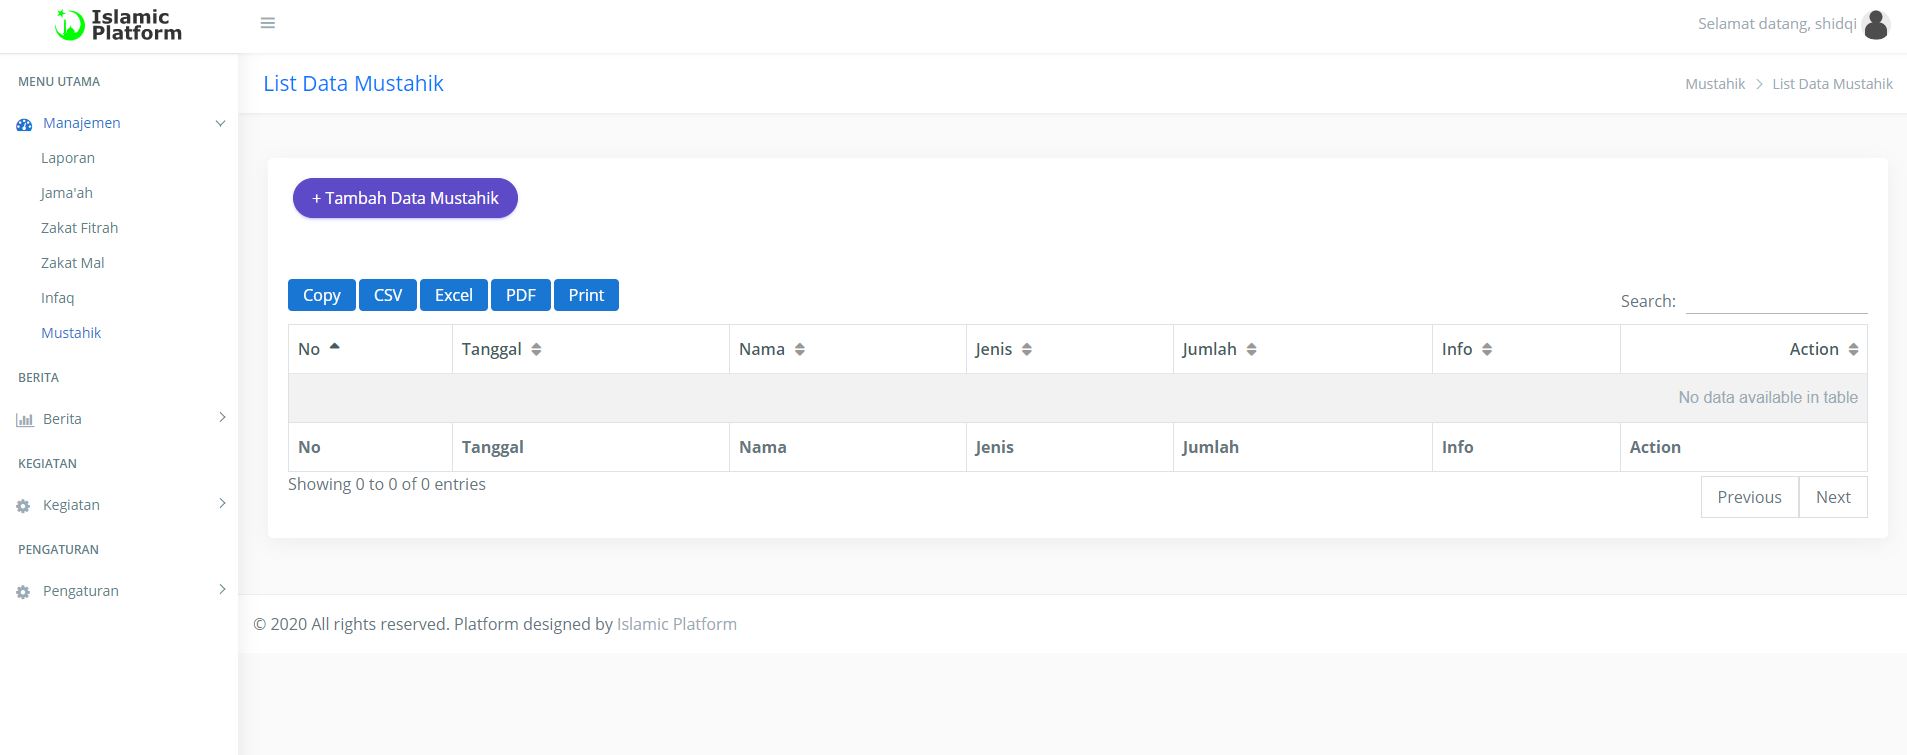 Islamic
Platform
Selamat datang, shidqi
MENU UTAMA
Manajemen
Laporan
Jama'ah
Zakat Fitrah
Zakat Mal
Infaq
Mustahik
BERITA
Berita
KEGIATAN
Kegiatan
PENGATURAN
Pengaturan
List Data Mustahik
Mustahik > List Data Mustahik
+ Tambah Data Mustahik
Copy CSV Excel PDF Print
Search:
No Tanggal Nama Jenis Jumlah Info Action
No data available in table
No Tanggal Nama Jenis Jumlah Info Action
Showing 0 to 0 of 0 entries
Previous Next
© 2020 All rights reserved. Platform designed by Islamic Platform